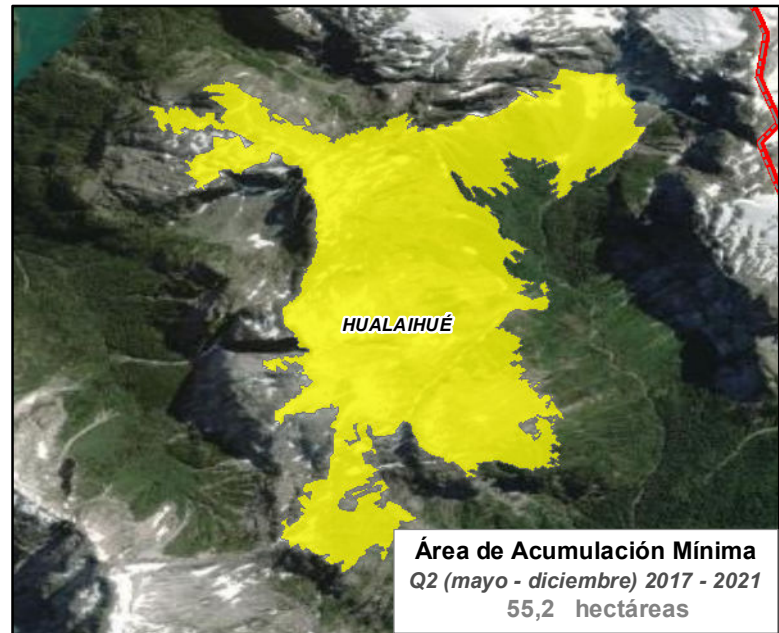 HUALAIHUÉ
Área de Acumulación Mínima
Q2 (mayo - diciembre) 2017 - 2021
55,2 hectáreas